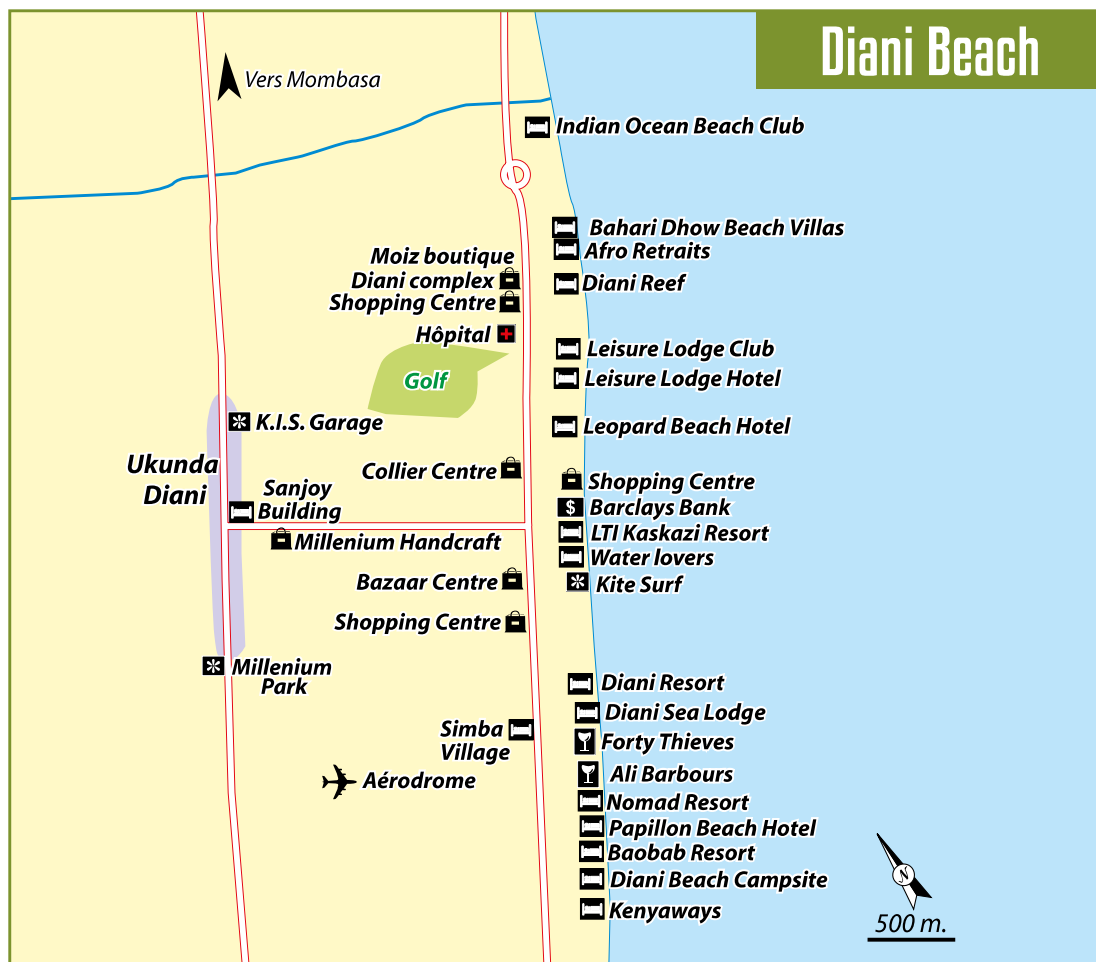 Diani Beach
Vers Mombasa
Indian Ocean Beach Club
Bahari Dhow Beach Villas
Afro Retraits
Moiz boutique
Diani complex
Diani Reef
Shopping Centre
Hôpital
Leisure Lodge Club
Golf
Leisure Lodge Hotel
K.I.S. Garage
Leopard Beach Hotel
Ukunda
Diani
Collier Centre
Shopping Centre
Sanjoy
Building
$
Barclays Bank
LTI Kaskazi Resort
Millenium Handcraft
Water lovers
Bazaar Centre
Kite Surf
Shopping Centre
Millenium
Park
Diani Resort
Diani Sea Lodge
Simba
Village
Forty Thieves
Aérodrome
Ali Barbours
Nomad Resort
Papillon Beach Hotel
Baobab Resort
Diani Beach Campsite
Kenyaways
N
500 m.